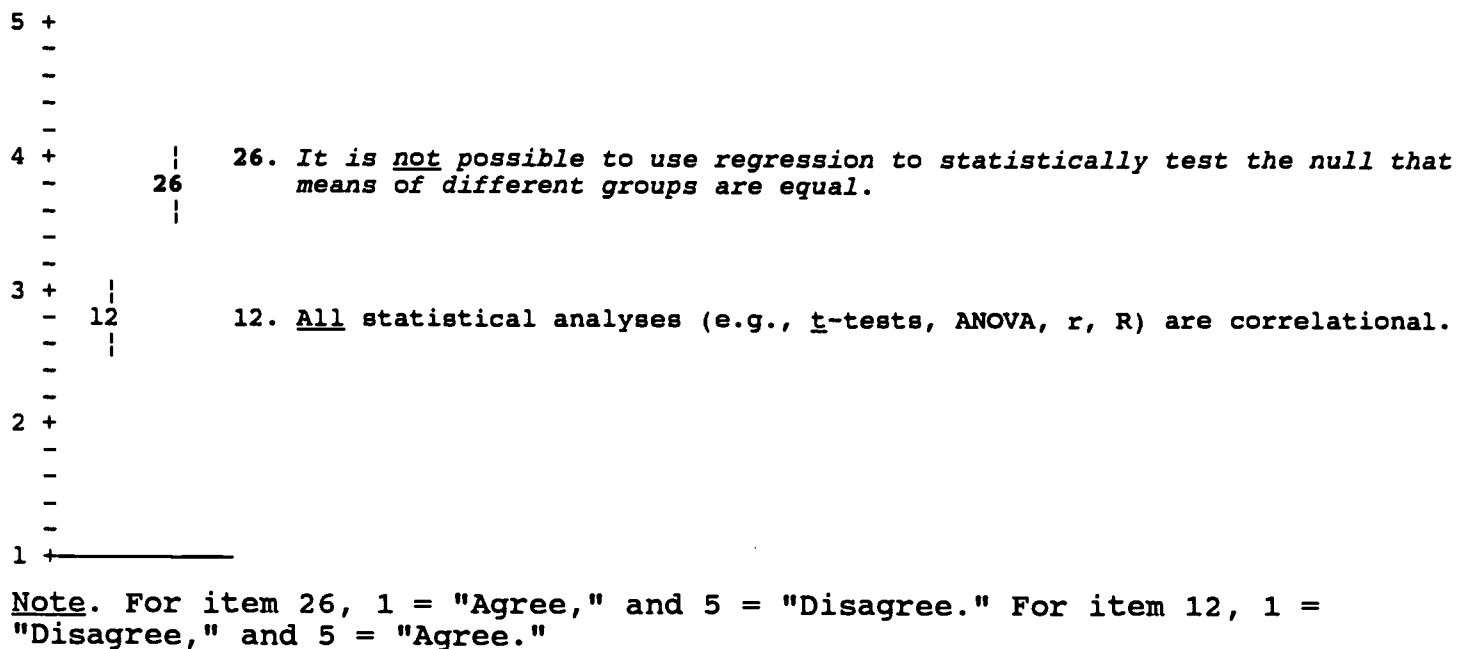 5 +
-
-
-
-
4 + ¦ 26. It is not possible to use regression to statistically test the null that
- 26 means of different groups are equal.
- ¦
-
-
3 + ¦
- 12 12. All statistical analyses (e.g., t-tests, ANOVA, r, R) are correlational.
- ¦
-
-
2 +
-
-
-
-
1 +
Note. For item 26, 1 = "Agree," and 5 = "Disagree." For item 12, 1 =
"Disagree," and 5 = "Agree."